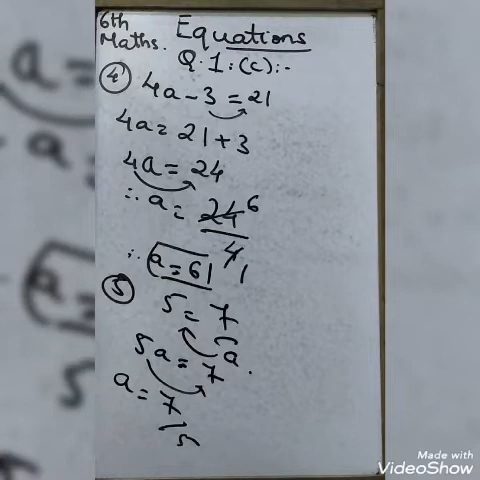 6th
Maths.
Equations
Q. 1:(c):-
④ 4a - 3 = 21
4a = 21 + 3
4a = 24
∴ a = 24 6
4 1
∴ a = 6
⑤ 5 = 7
a
5a = 7.
a = 7
5
Made with
VideoShow